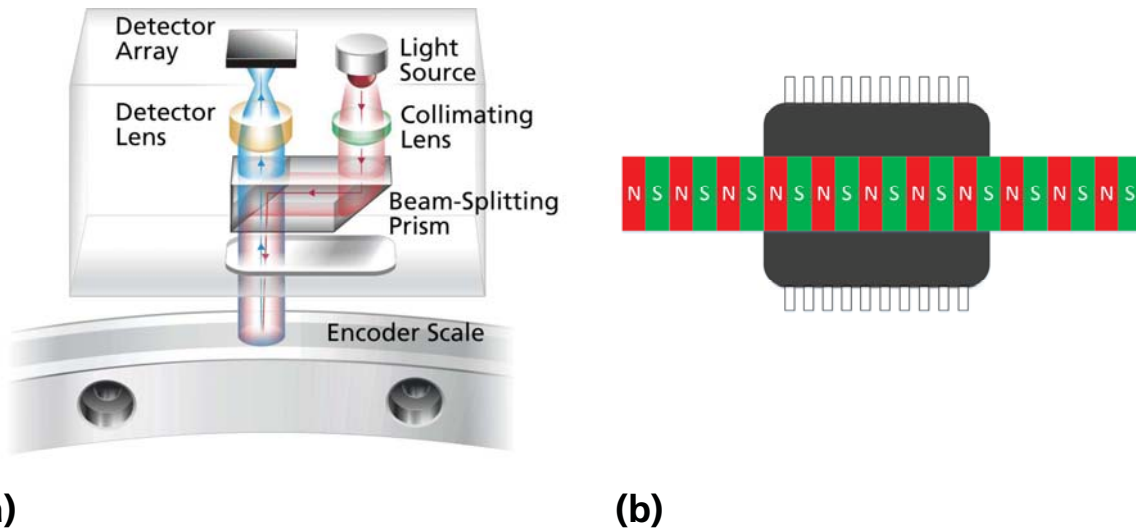 Detector
Array
Light
Source
Detector
Lens
Collimating
Lens
Beam-Splitting
Prism
Encoder Scale
N S N S N S N S N S N S N S N S N S N S N S
)
(b)